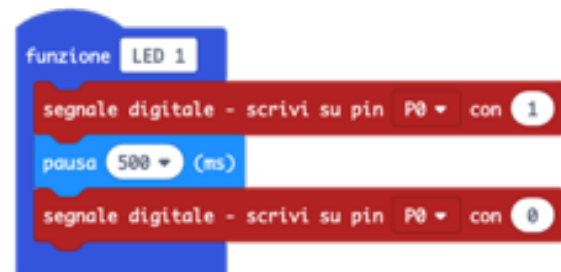 funzione LED 1
segnale digitale - scrivi su pin P0 con 1
pausa 500 (ms)
segnale digitale - scrivi su pin P0 con 0